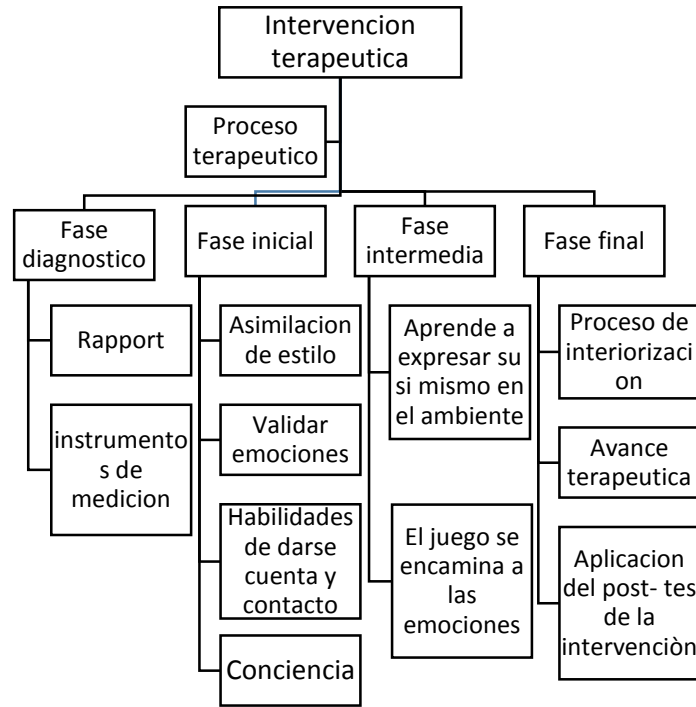 Intervencion
terapeutica
Proceso
terapeutico
Fase
diagnostico
Rapport
instrumento
s de
medicion
Fase inicial
Asimilacion
de estilo
Validar
emociones
Habilidades
de darse
cuenta y
contacto
Conciencia
Fase
intermedia
Aprende a
expresar su
si mismo en
el ambiente
El juego se
encamina a
las
emociones
Fase final
Proceso de
interiorizaci
on
Avance
terapeutica
Aplicacion
del post- tes
de la
intervenciòn